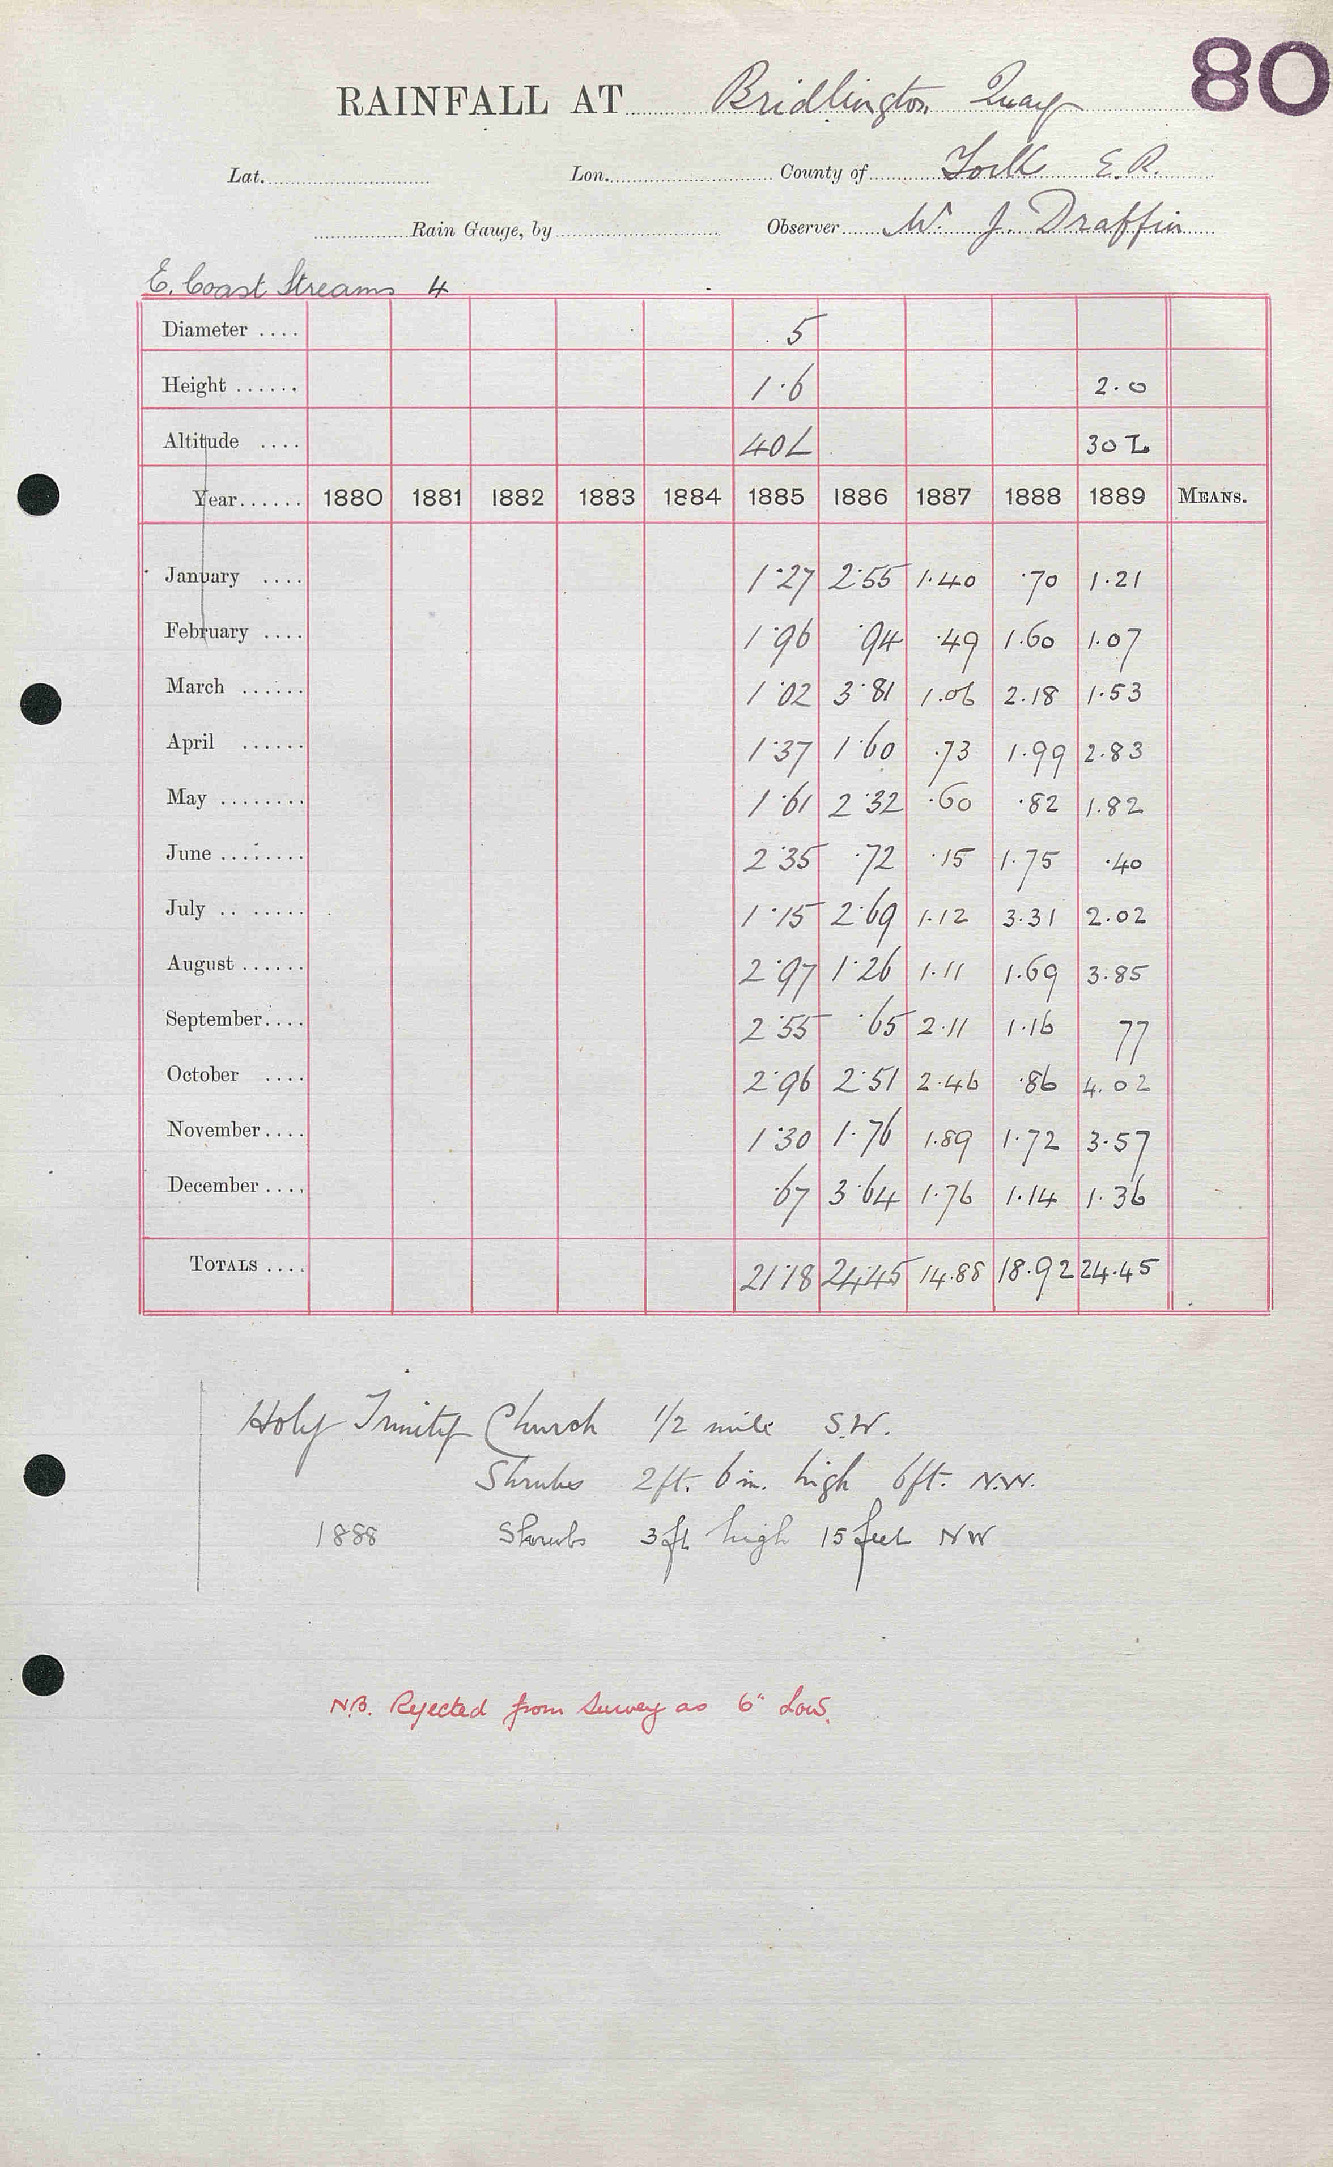 80
RAINFALL AT Bridlington Quay
Lat. Lon. County of York E.R.
Rain Gauge, by Observer W. J. Draffin
E. Coast Streams 4
Diameter .... 5
Height ...... 1·6 2.0
Altitude .... 40L 30L
Year...... 1880 1881 1882 1883 1884 1885 1886 1887 1888 1889 MEANS.
January .... 1·27 2·55 1.40 ·70 1.21
February .... 1·96 ·94 ·49 1.60 1.07
March ...... 1·02 3·81 1.06 2.18 1.53
April ...... 1·37 1·60 .73 1.99 2.83
May ........ 1·61 2·32 .60 .82 1.82
June ........ 2·35 ·72 ·15 1.75 .40
July .. ..... 1·15 2·69 1.12 3.31 2.02
August ...... 2·97 1·26 1.11 1.69 3.85
September.... 2·55 ·65 2.11 1.16 77
October .... 2·96 2·51 2.46 ·86 4.02
November.... 1·30 1·76 1.89 1.72 3.57
December .... ·67 3·64 1.76 1.14 1.36
TOTALS .... 21·18 24·45 14.88 18.92 24.45
Holy Trinity Church 1/2 mile S.W.
Shrubs 2ft. 6in. high 6ft. N.W.
1888 Shrubs 3ft high 15 feet NW
N.B. Rejected from Survey as 6" Low.